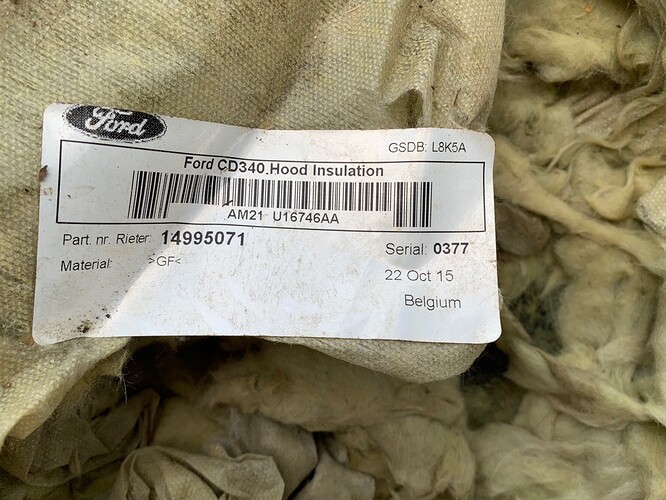 Ford
GSDB: L8K5A
Ford CD340.Hood Insulation
AM21 U16746AA
Part. nr. Rieter: 14995071
Serial: 0377
Material: >GF<
22 Oct 15
Belgium